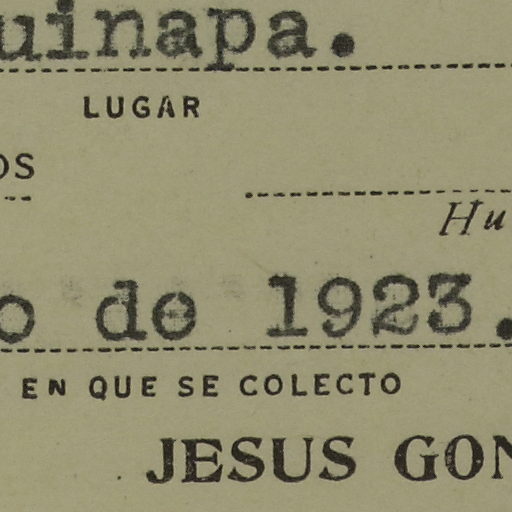 uinapa.
LUGAR
OS
Hu
o de 1923.
EN QUE SE COLECTO
JESUS GON